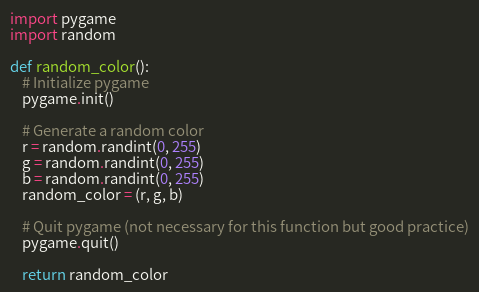 import pygame
import random
def random_color():
# Initialize pygame
pygame.init()
# Generate a random color
r = random.randint(0, 255)
g = random.randint(0, 255)
b = random.randint(0, 255)
random_color = (r, g, b)
# Quit pygame (not necessary for this function but good practice)
pygame.quit()
return random_color